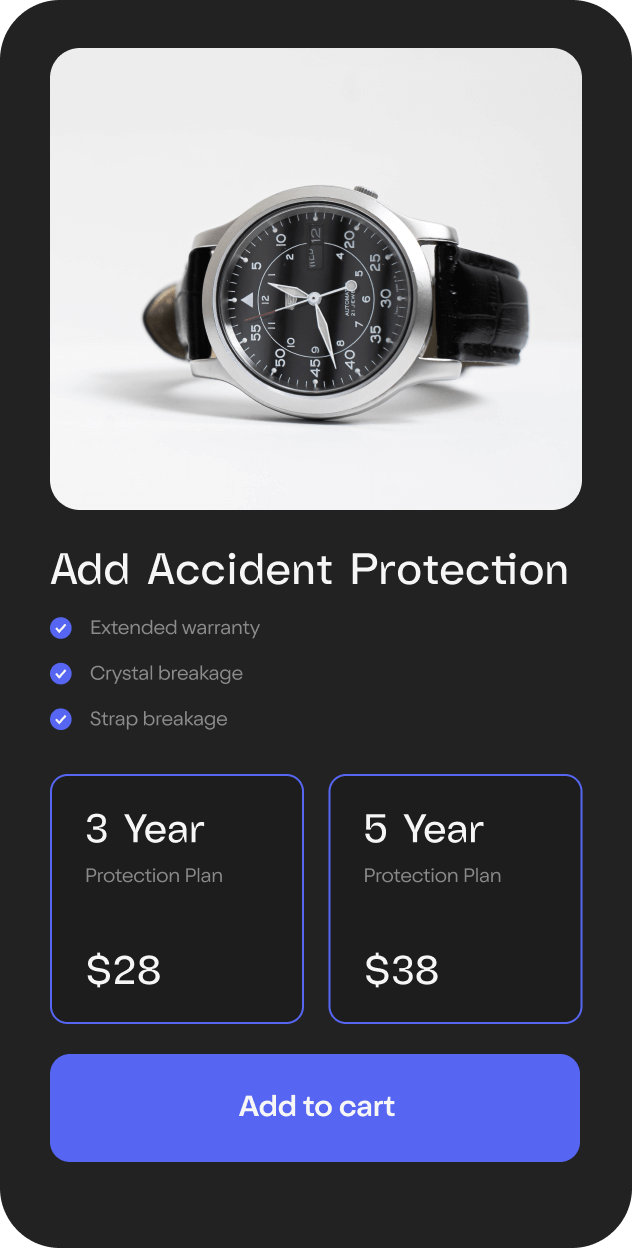 Add Accident Protection
Extended warranty
Crystal breakage
Strap breakage
3 Year
Protection Plan
$28
5 Year
Protection Plan
$38
Add to cart